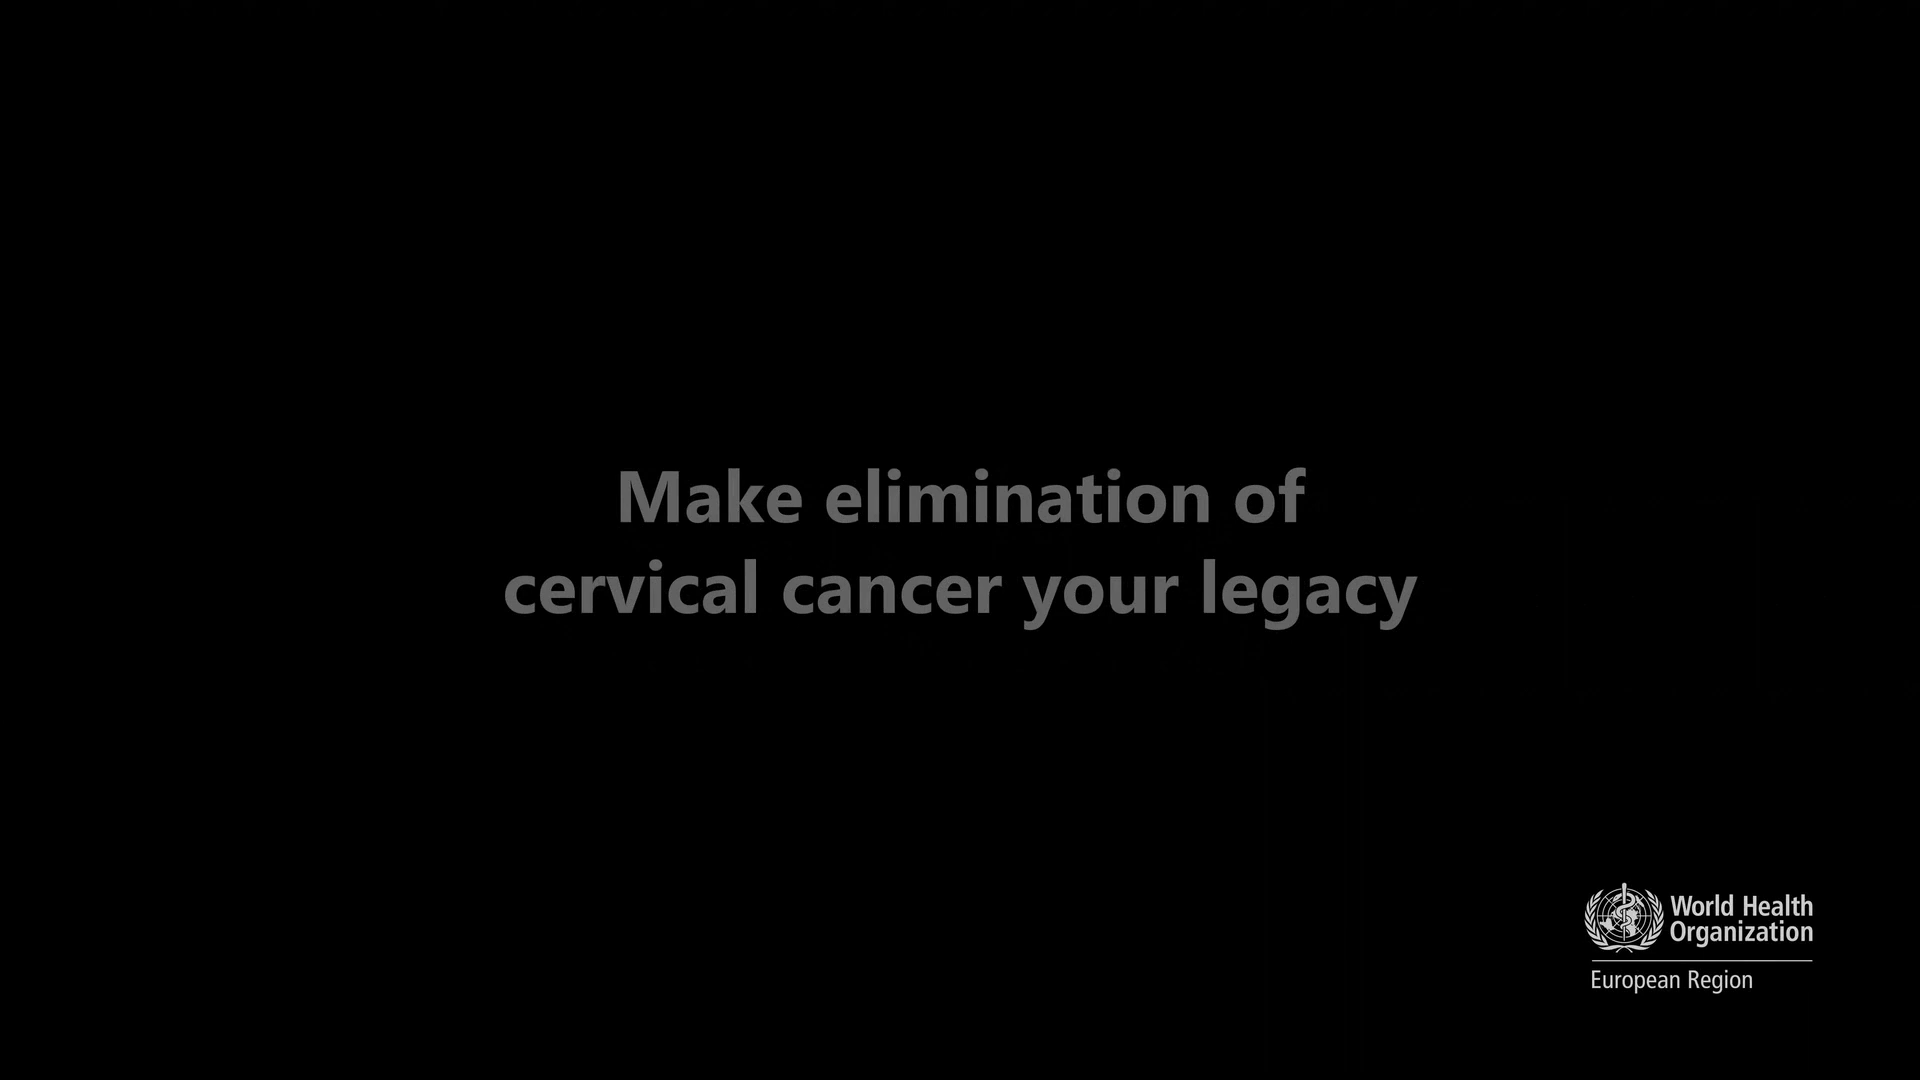 Make elimination of
cervical cancer your legacy
World Health
Organization
European Region